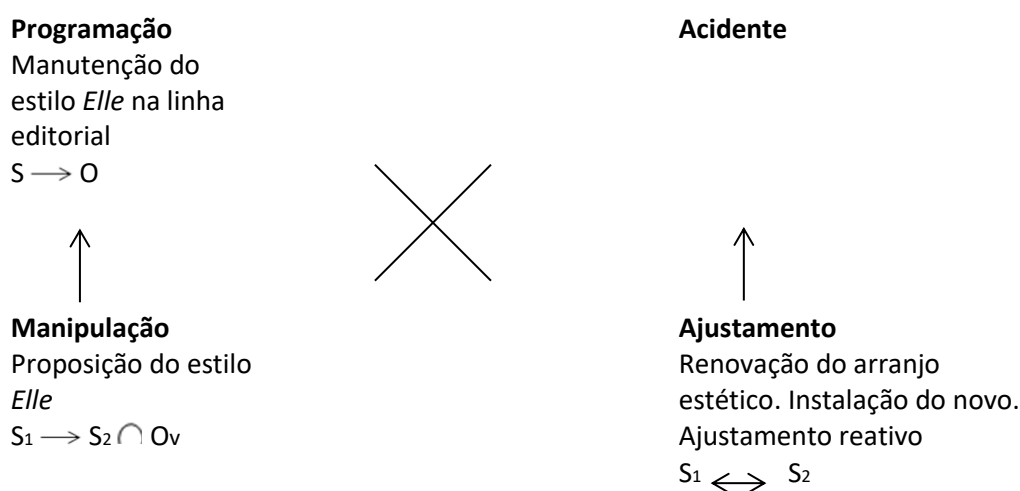 Programação
Manutenção do
estilo Elle na linha
editorial
S ⟶ O
Acidente
Manipulação
Proposição do estilo
Elle
S1 ⟶ S2 ⋂ Ov
Ajustamento
Renovação do arranjo
estético. Instalação do novo.
Ajustamento reativo
S1 ⟷ S2